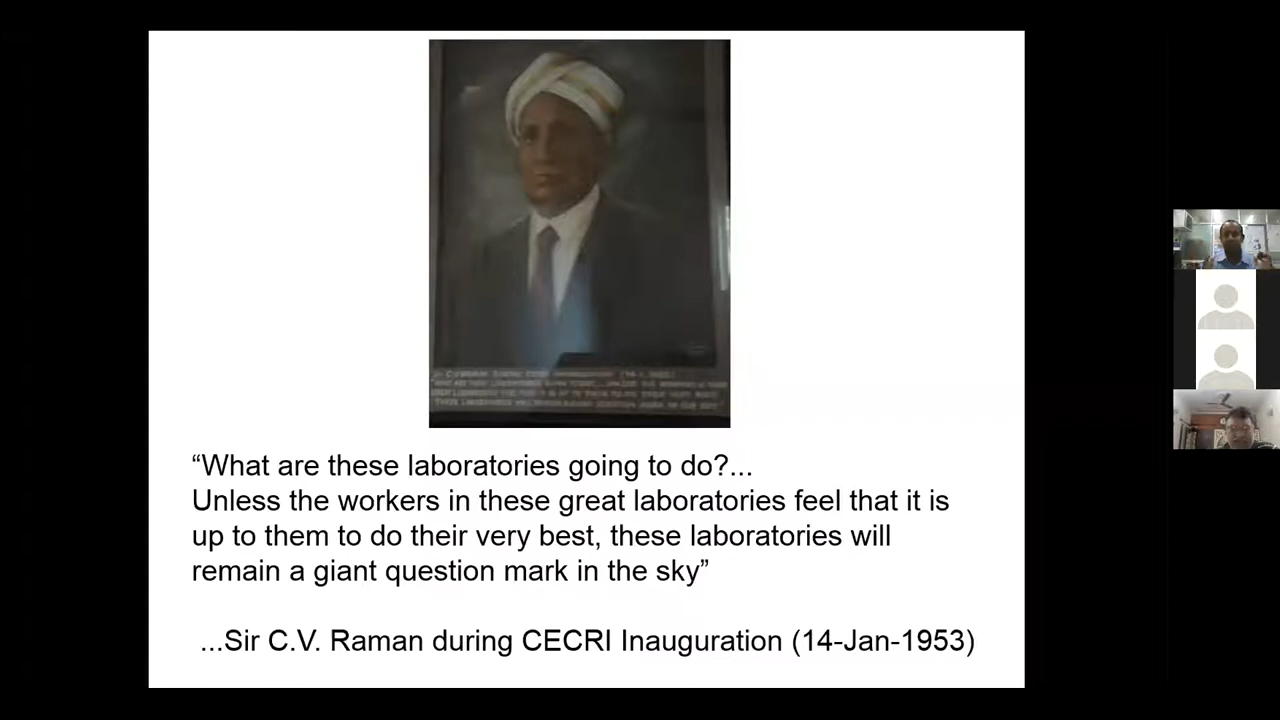 “What are these laboratories going to do?...
Unless the workers in these great laboratories feel that it is
up to them to do their very best, these laboratories will
remain a giant question mark in the sky”
...Sir C.V. Raman during CECRI Inauguration (14-Jan-1953)